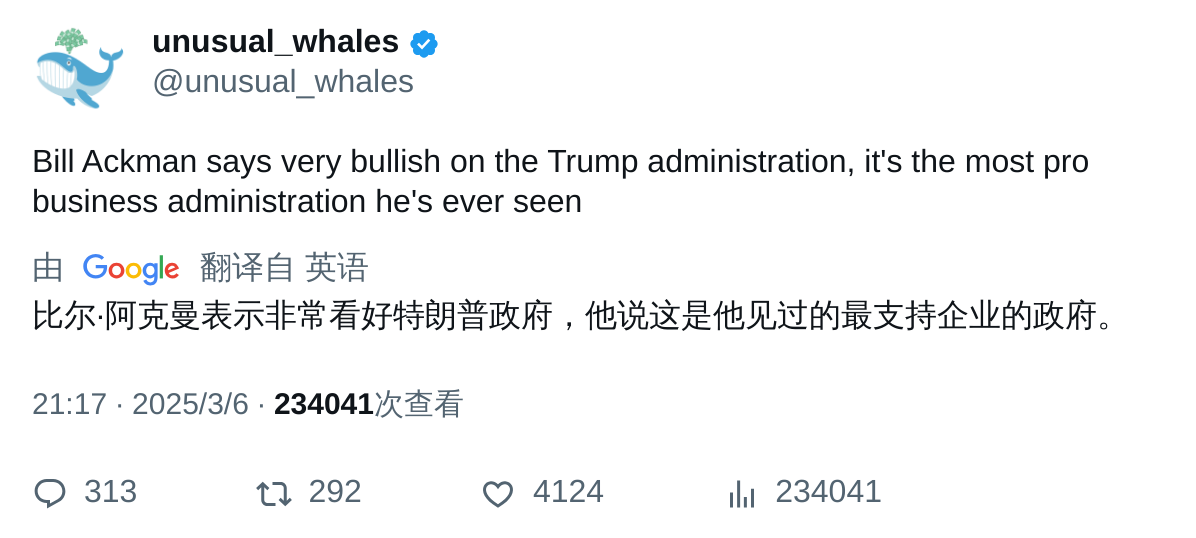 unusual_whales
@unusual_whales
Bill Ackman says very bullish on the Trump administration, it's the most pro
business administration he's ever seen
由 Google 翻译自 英语
比尔·阿克曼表示非常看好特朗普政府，他说这是他见过的最支持企业的政府。
21:17 · 2025/3/6 · 234041次查看
313 292 4124 234041